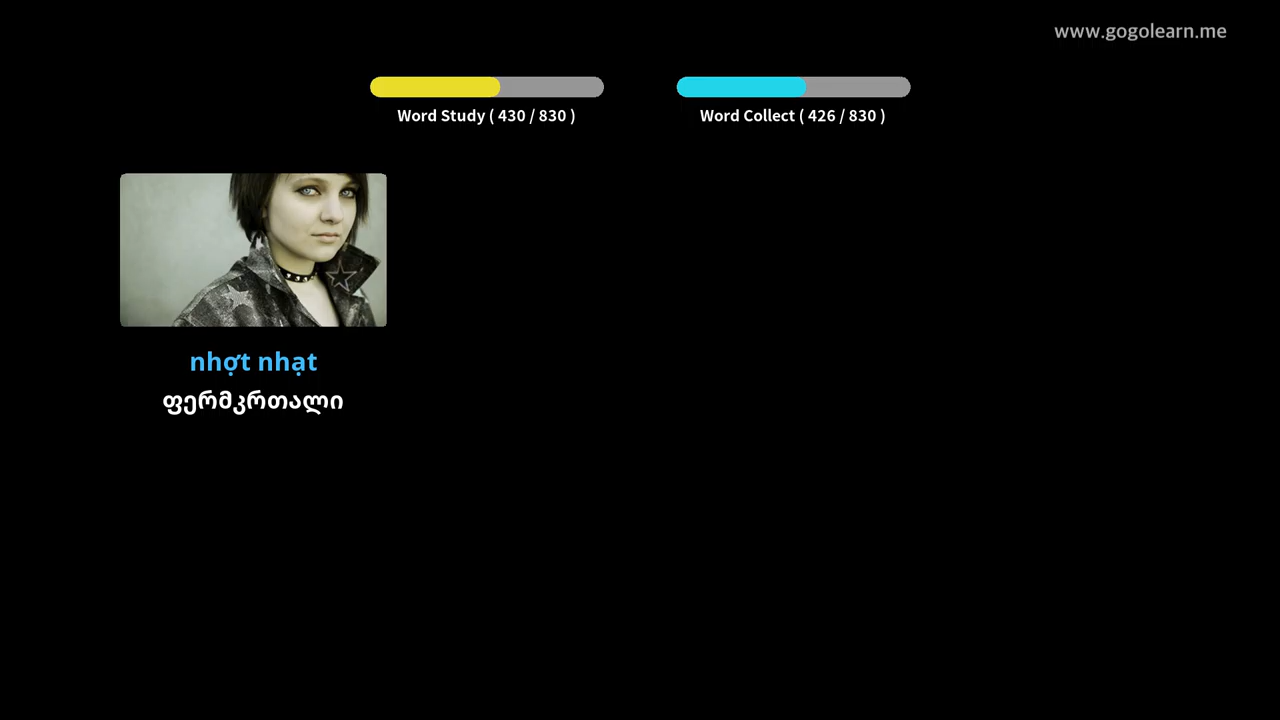 www.gogolearn.me
Word Study ( 430 / 830 )
Word Collect ( 426 / 830 )
nhợt nhạt
ფერმკრთალი